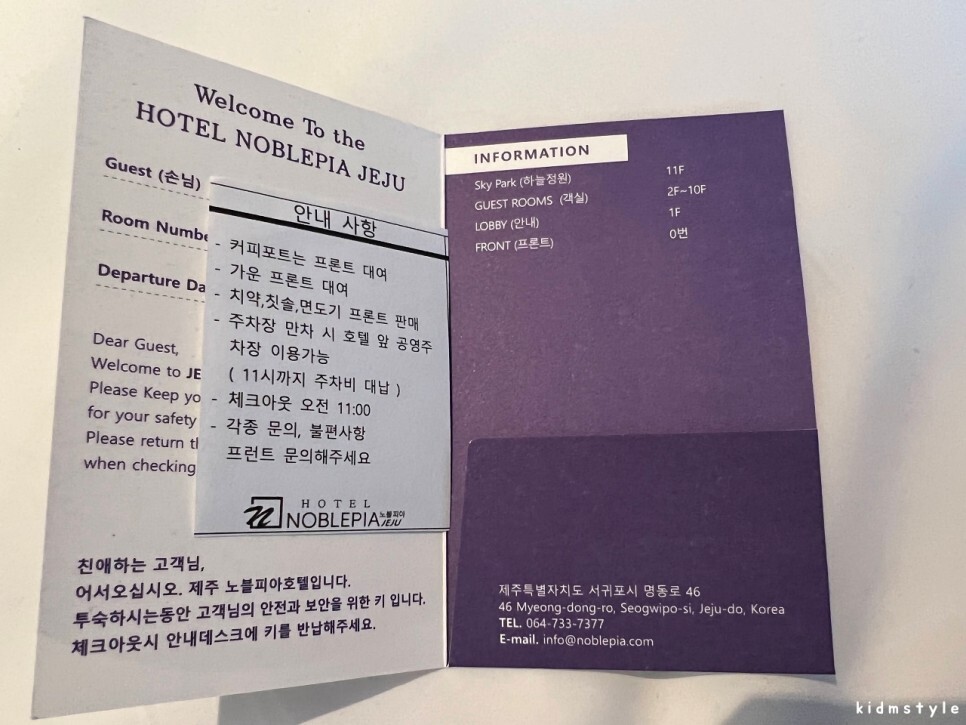 Welcome To the
HOTEL NOBLEPIA JEJU
Guest (손님)
Room
Departure
Dear Guest,
Welcome to
Please Keep
for your safety
Please return
when checking
안내 사항
- 커피포트는 프론트 대여
- 가운 프론트 대여
- 치약,칫솔,면도기 프론트 판매
- 주차장 만차 시 호텔 앞 공영주
차장 이용가능
( 11시까지 주차비 대납 )
- 체크아웃 오전 11:00
- 각종 문의, 불편사항
프런트 문의해주세요
HOTEL
NOBLEPIA 노블피아 JEJU
친애하는 고객님,
어서오십시오. 제주 노블피아호텔입니다.
투숙하시는동안 고객님의 안전과 보안을 위한 키 입니다.
체크아웃시 안내데스크에 키를 반납해주세요.
INFORMATION
Sky Park (하늘정원) 11F
GUEST ROOMS (객실) 2F~10F
LOBBY (안내) 1F
FRONT (프론트) 0번
제주특별자치도 서귀포시 명동로 46
46 Myeong-dong-ro, Seogwipo-si, Jeju-do, Korea
TEL. 064-733-7377
E-mail. info@noblepia.com
kidmstyle